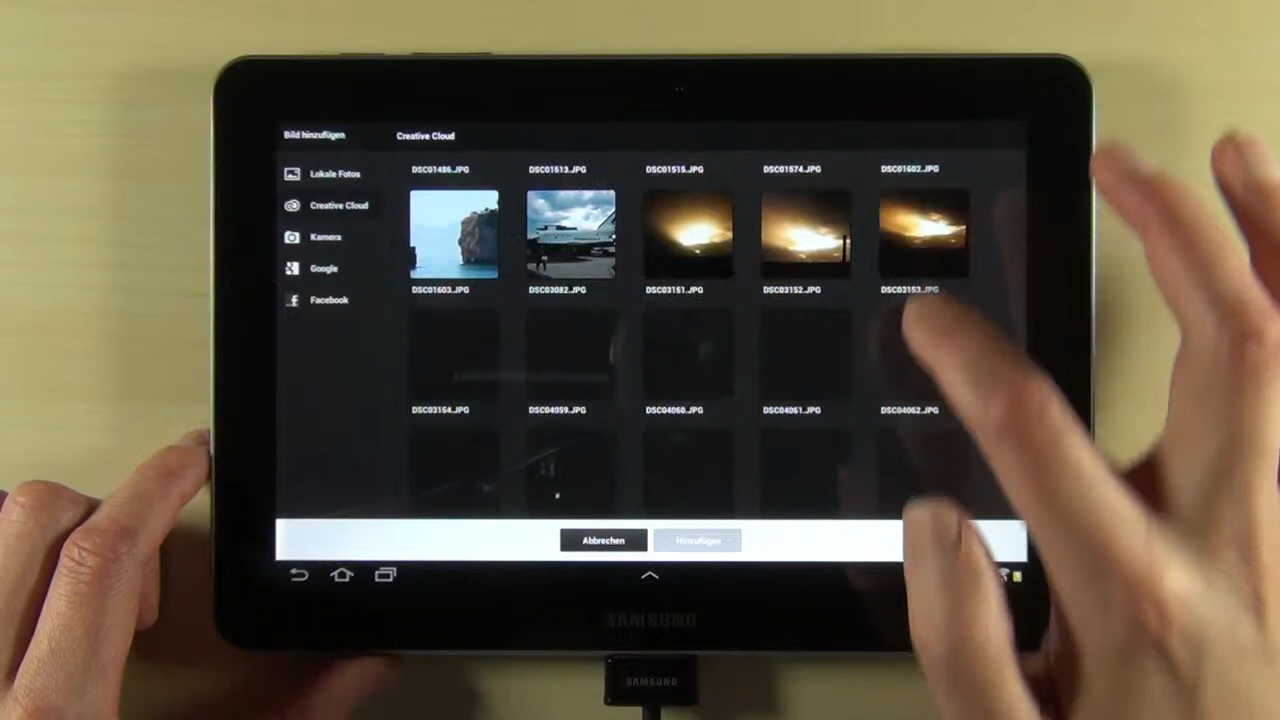 Bild hinzufügen
Creative Cloud
Lokale Fotos
Creative Cloud
Kamera
Google
Facebook
DSC01486.JPG DSC01513.JPG DSC01515.JPG DSC01574.JPG DSC01602.JPG
DSC01603.JPG DSC03082.JPG DSC03151.JPG DSC03152.JPG DSC03153.JPG
DSC03154.JPG DSC04059.JPG DSC04060.JPG DSC04061.JPG DSC04062.JPG
Abbrechen Hinzufügen
SAMSUNG
SAMSUNG